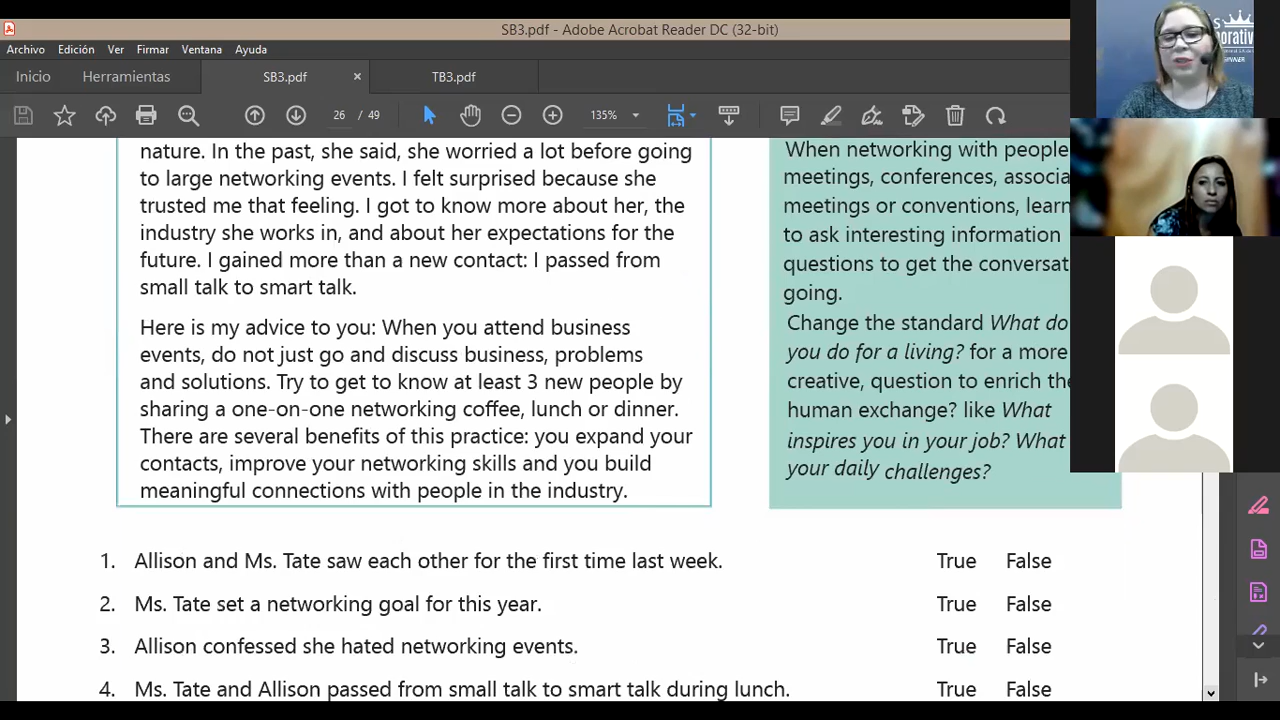 SB3.pdf - Adobe Acrobat Reader DC (32-bit)
Archivo Edición Ver Firmar Ventana Ayuda
Inicio Herramientas SB3.pdf × TB3.pdf
26 / 49 135%
nature. In the past, she said, she worried a lot before going
to large networking events. I felt surprised because she
trusted me that feeling. I got to know more about her, the
industry she works in, and about her expectations for the
future. I gained more than a new contact: I passed from
small talk to smart talk.
Here is my advice to you: When you attend business
events, do not just go and discuss business, problems
and solutions. Try to get to know at least 3 new people by
sharing a one-on-one networking coffee, lunch or dinner.
There are several benefits of this practice: you expand your
contacts, improve your networking skills and you build
meaningful connections with people in the industry.
When networking with people
meetings, conferences,
meetings or conventions,
to ask interesting information
questions to get the
going.
Change the standard What do
you do for a living? for a more
creative, question to enrich
human exchange? like What
inspires you in your job? What
your daily challenges?
1. Allison and Ms. Tate saw each other for the first time last week. True False
2. Ms. Tate set a networking goal for this year. True False
3. Allison confessed she hated networking events. True False
4. Ms. Tate and Allison passed from small talk to smart talk during lunch. True False